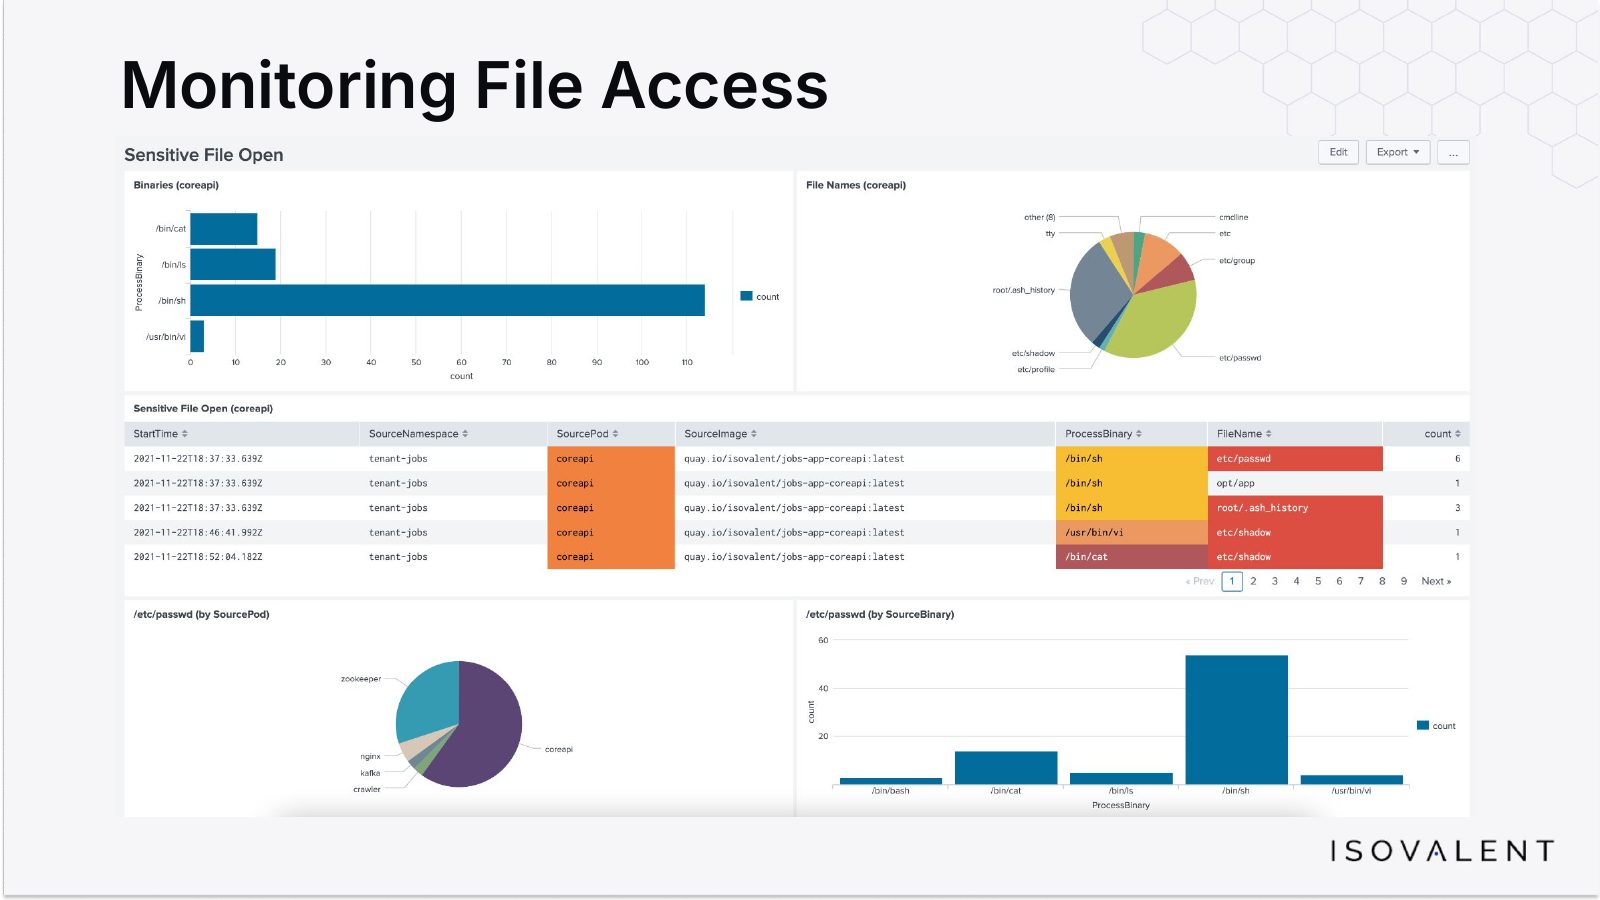 Monitoring File Access
Sensitive File Open
Edit
Export
...
Binaries (coreapi)
ProcessBinary
/bin/cat
/bin/ls
/bin/sh
/usr/bin/vi
0 10 20 30 40 50 60 70 80 90 100 110
count
count
File Names (coreapi)
other (8)
tty
root/.ash_history
etc/shadow
etc/profile
cmdline
etc
etc/group
etc/passwd
Sensitive File Open (coreapi)
StartTime SourceNamespace SourcePod SourceImage ProcessBinary FileName count
2021-11-22T18:37:33.639Z tenant-jobs coreapi quay.io/isovalent/jobs-app-coreapi:latest /bin/sh etc/passwd 6
2021-11-22T18:37:33.639Z tenant-jobs coreapi quay.io/isovalent/jobs-app-coreapi:latest /bin/sh opt/app 1
2021-11-22T18:37:33.639Z tenant-jobs coreapi quay.io/isovalent/jobs-app-coreapi:latest /bin/sh root/.ash_history 3
2021-11-22T18:46:41.992Z tenant-jobs coreapi quay.io/isovalent/jobs-app-coreapi:latest /usr/bin/vi etc/shadow 1
2021-11-22T18:52:04.182Z tenant-jobs coreapi quay.io/isovalent/jobs-app-coreapi:latest /bin/cat etc/shadow 1
« Prev 1 2 3 4 5 6 7 8 9 Next »
/etc/passwd (by SourcePod)
zookeeper
nginx
kafka
crawler
coreapi
/etc/passwd (by SourceBinary)
60
40
20
count
/bin/bash /bin/cat /bin/ls /bin/sh /usr/bin/vi
ProcessBinary
count
ISOVALENT